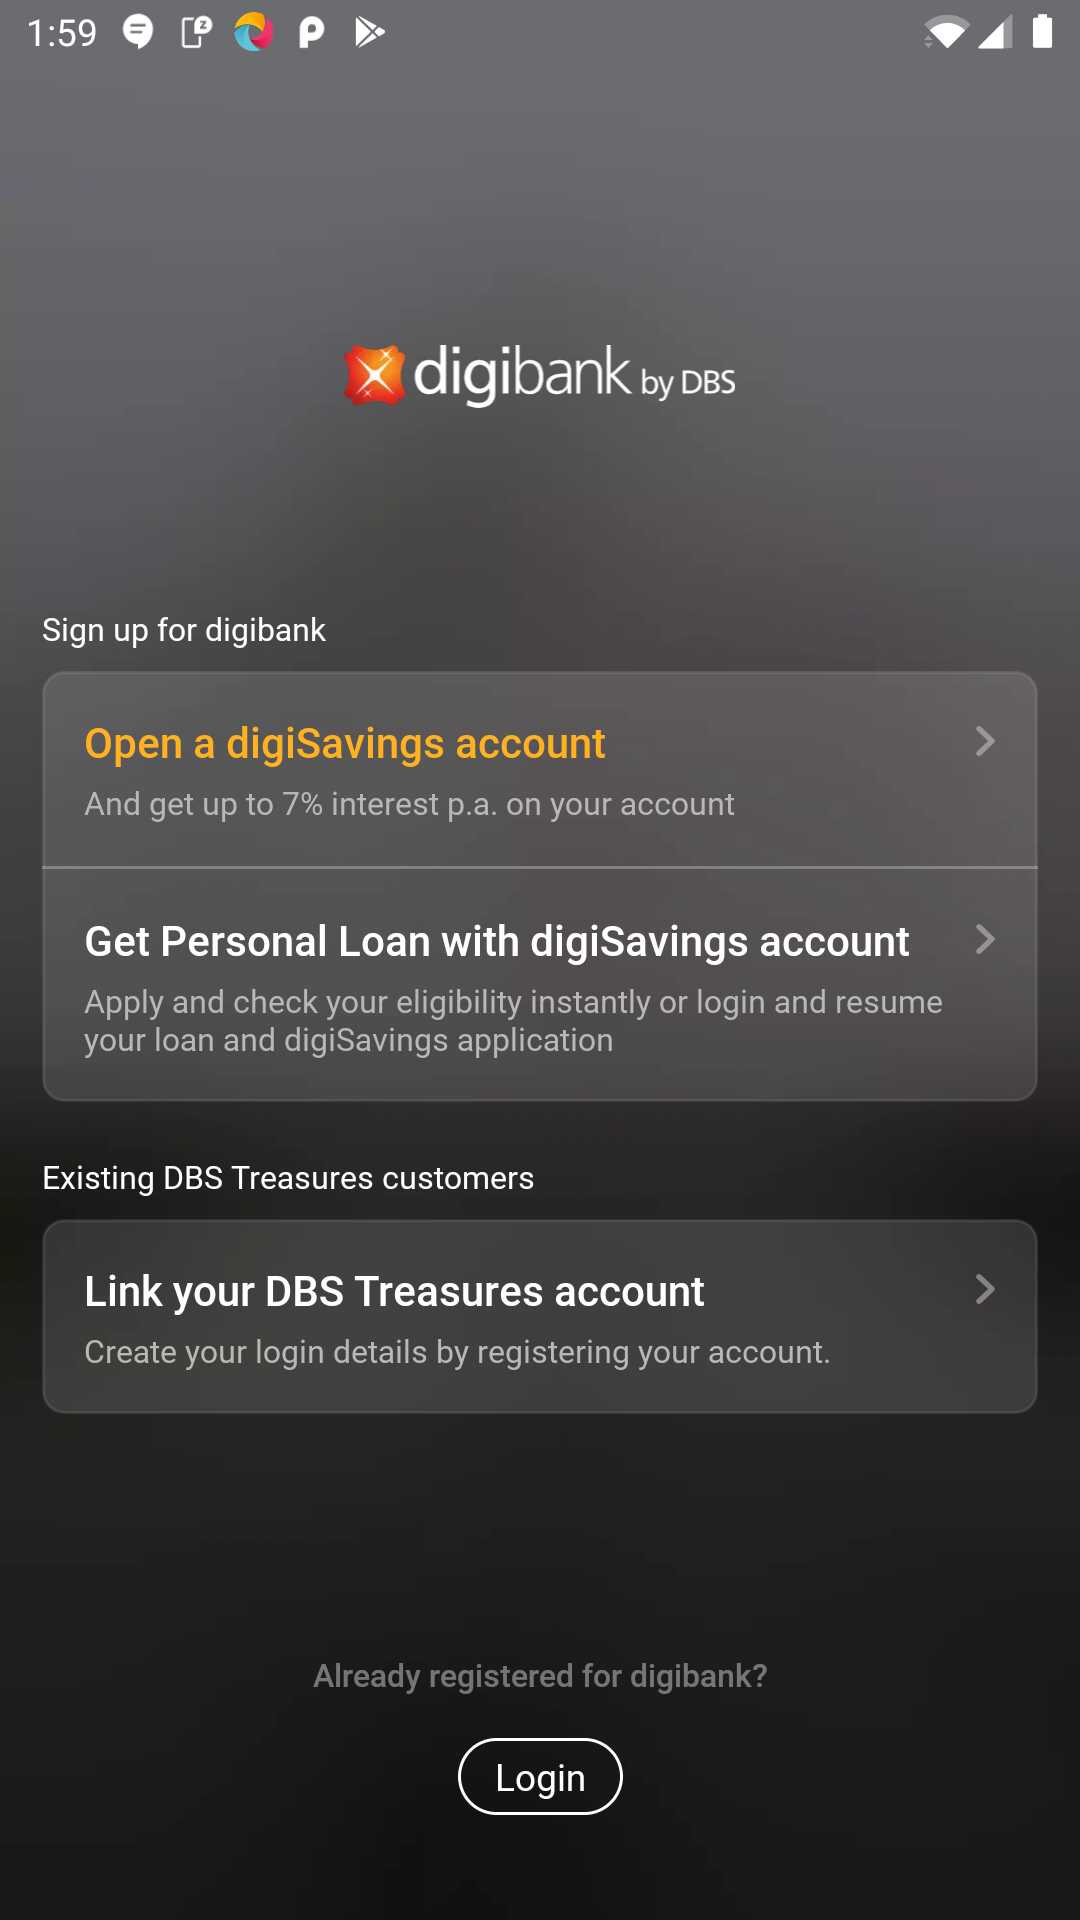 1:59
digibank by DBS
Sign up for digibank
Open a digiSavings account
And get up to 7% interest p.a. on your account
Get Personal Loan with digiSavings account
Apply and check your eligibility instantly or login and resume
your loan and digiSavings application
Existing DBS Treasures customers
Link your DBS Treasures account
Create your login details by registering your account.
Already registered for digibank?
Login